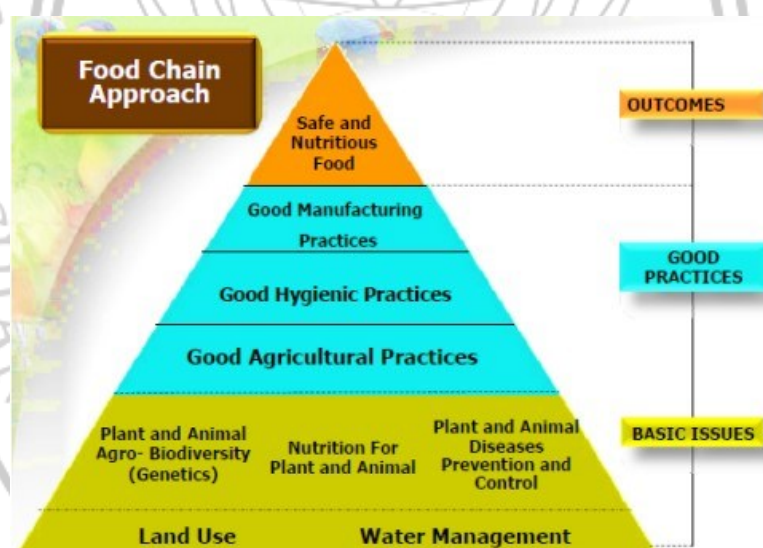 Food Chain
Approach
Safe and
Nutritious
Food
OUTCOMES
Good Manufacturing
Practices
Good Hygienic Practices
Good Agricultural Practices
GOOD
PRACTICES
Plant and Animal
Agro- Biodiversity
(Genetics)
Nutrition For
Plant and Animal
Plant and Animal
Diseases
Prevention and
Control
BASIC ISSUES
Land Use
Water Management